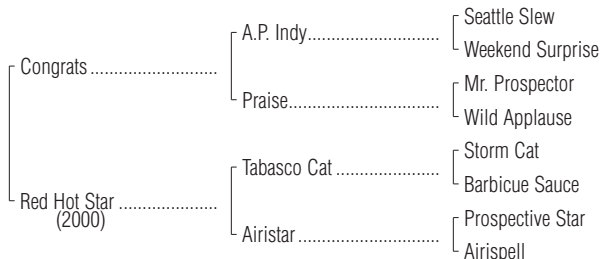 Seattle Slew
A.P. Indy..............................
Weekend Surprise
Congrats.............................
Mr. Prospector
Praise..................................
Wild Applause
Storm Cat
Tabasco Cat.......................
Barbicue Sauce
Red Hot Star......................
(2000)
Prospective Star
Airistar................................
Airispell